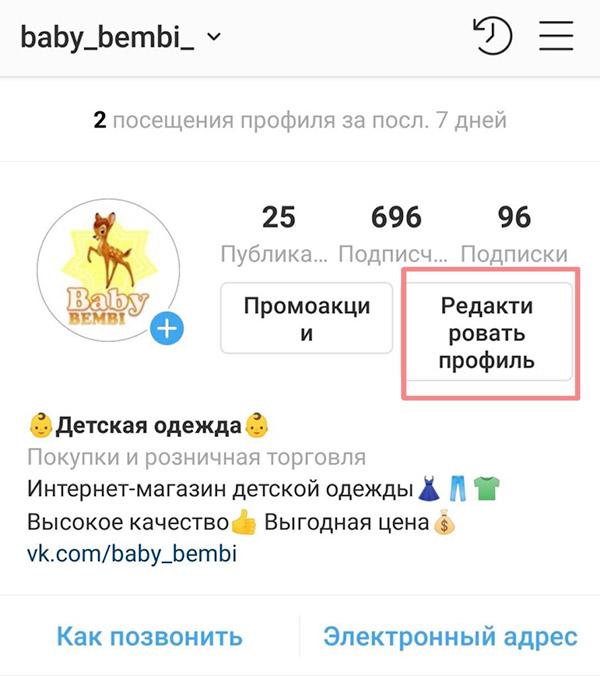 baby_bembi_
2 посещения профиля за посл. 7 дней
25 696 96
Публика... Подписч... Подписки
Baby
BEMBI
Промоакци
и
Редакти
ровать
профиль
👶Детская одежда👶
Покупки и розничная торговля
Интернет-магазин детской одежды👗👖👕
Высокое качество👍 Выгодная цена💰
vk.com/baby_bembi
Как позвонить Электронный адрес